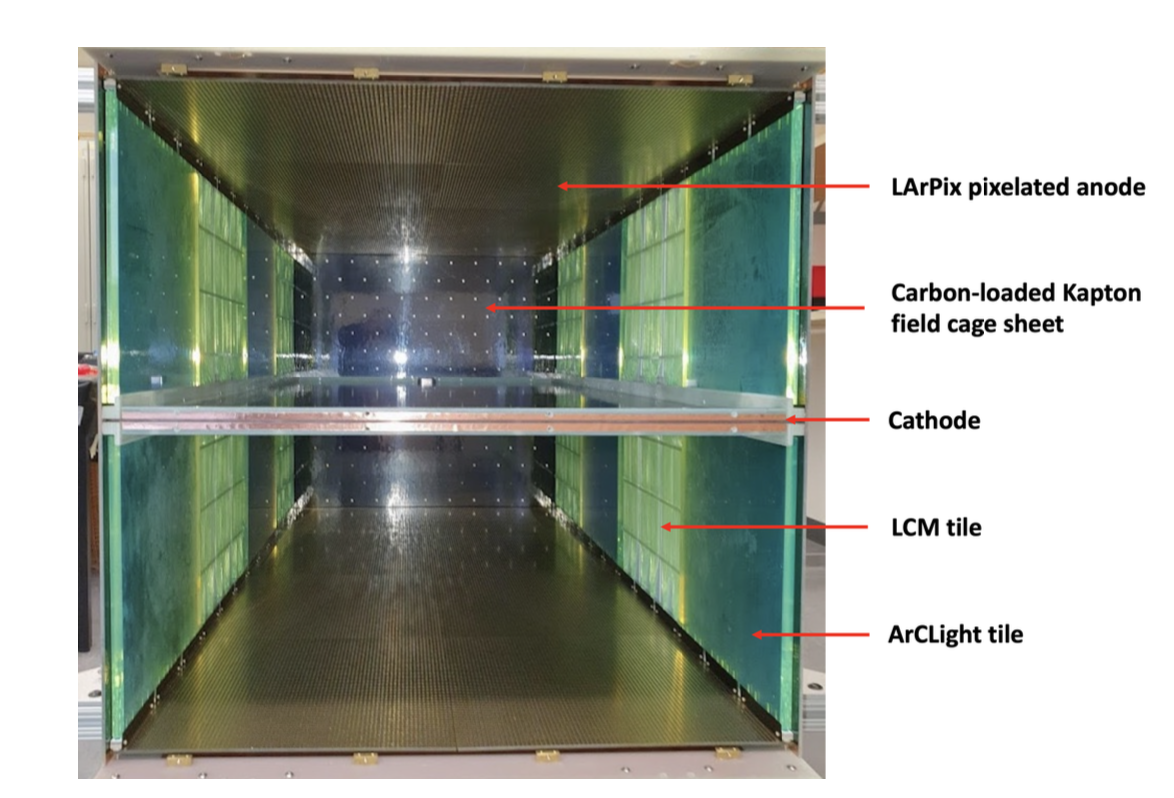 LArPix pixelated anode
Carbon-loaded Kapton
field cage sheet
Cathode
LCM tile
ArCLight tile